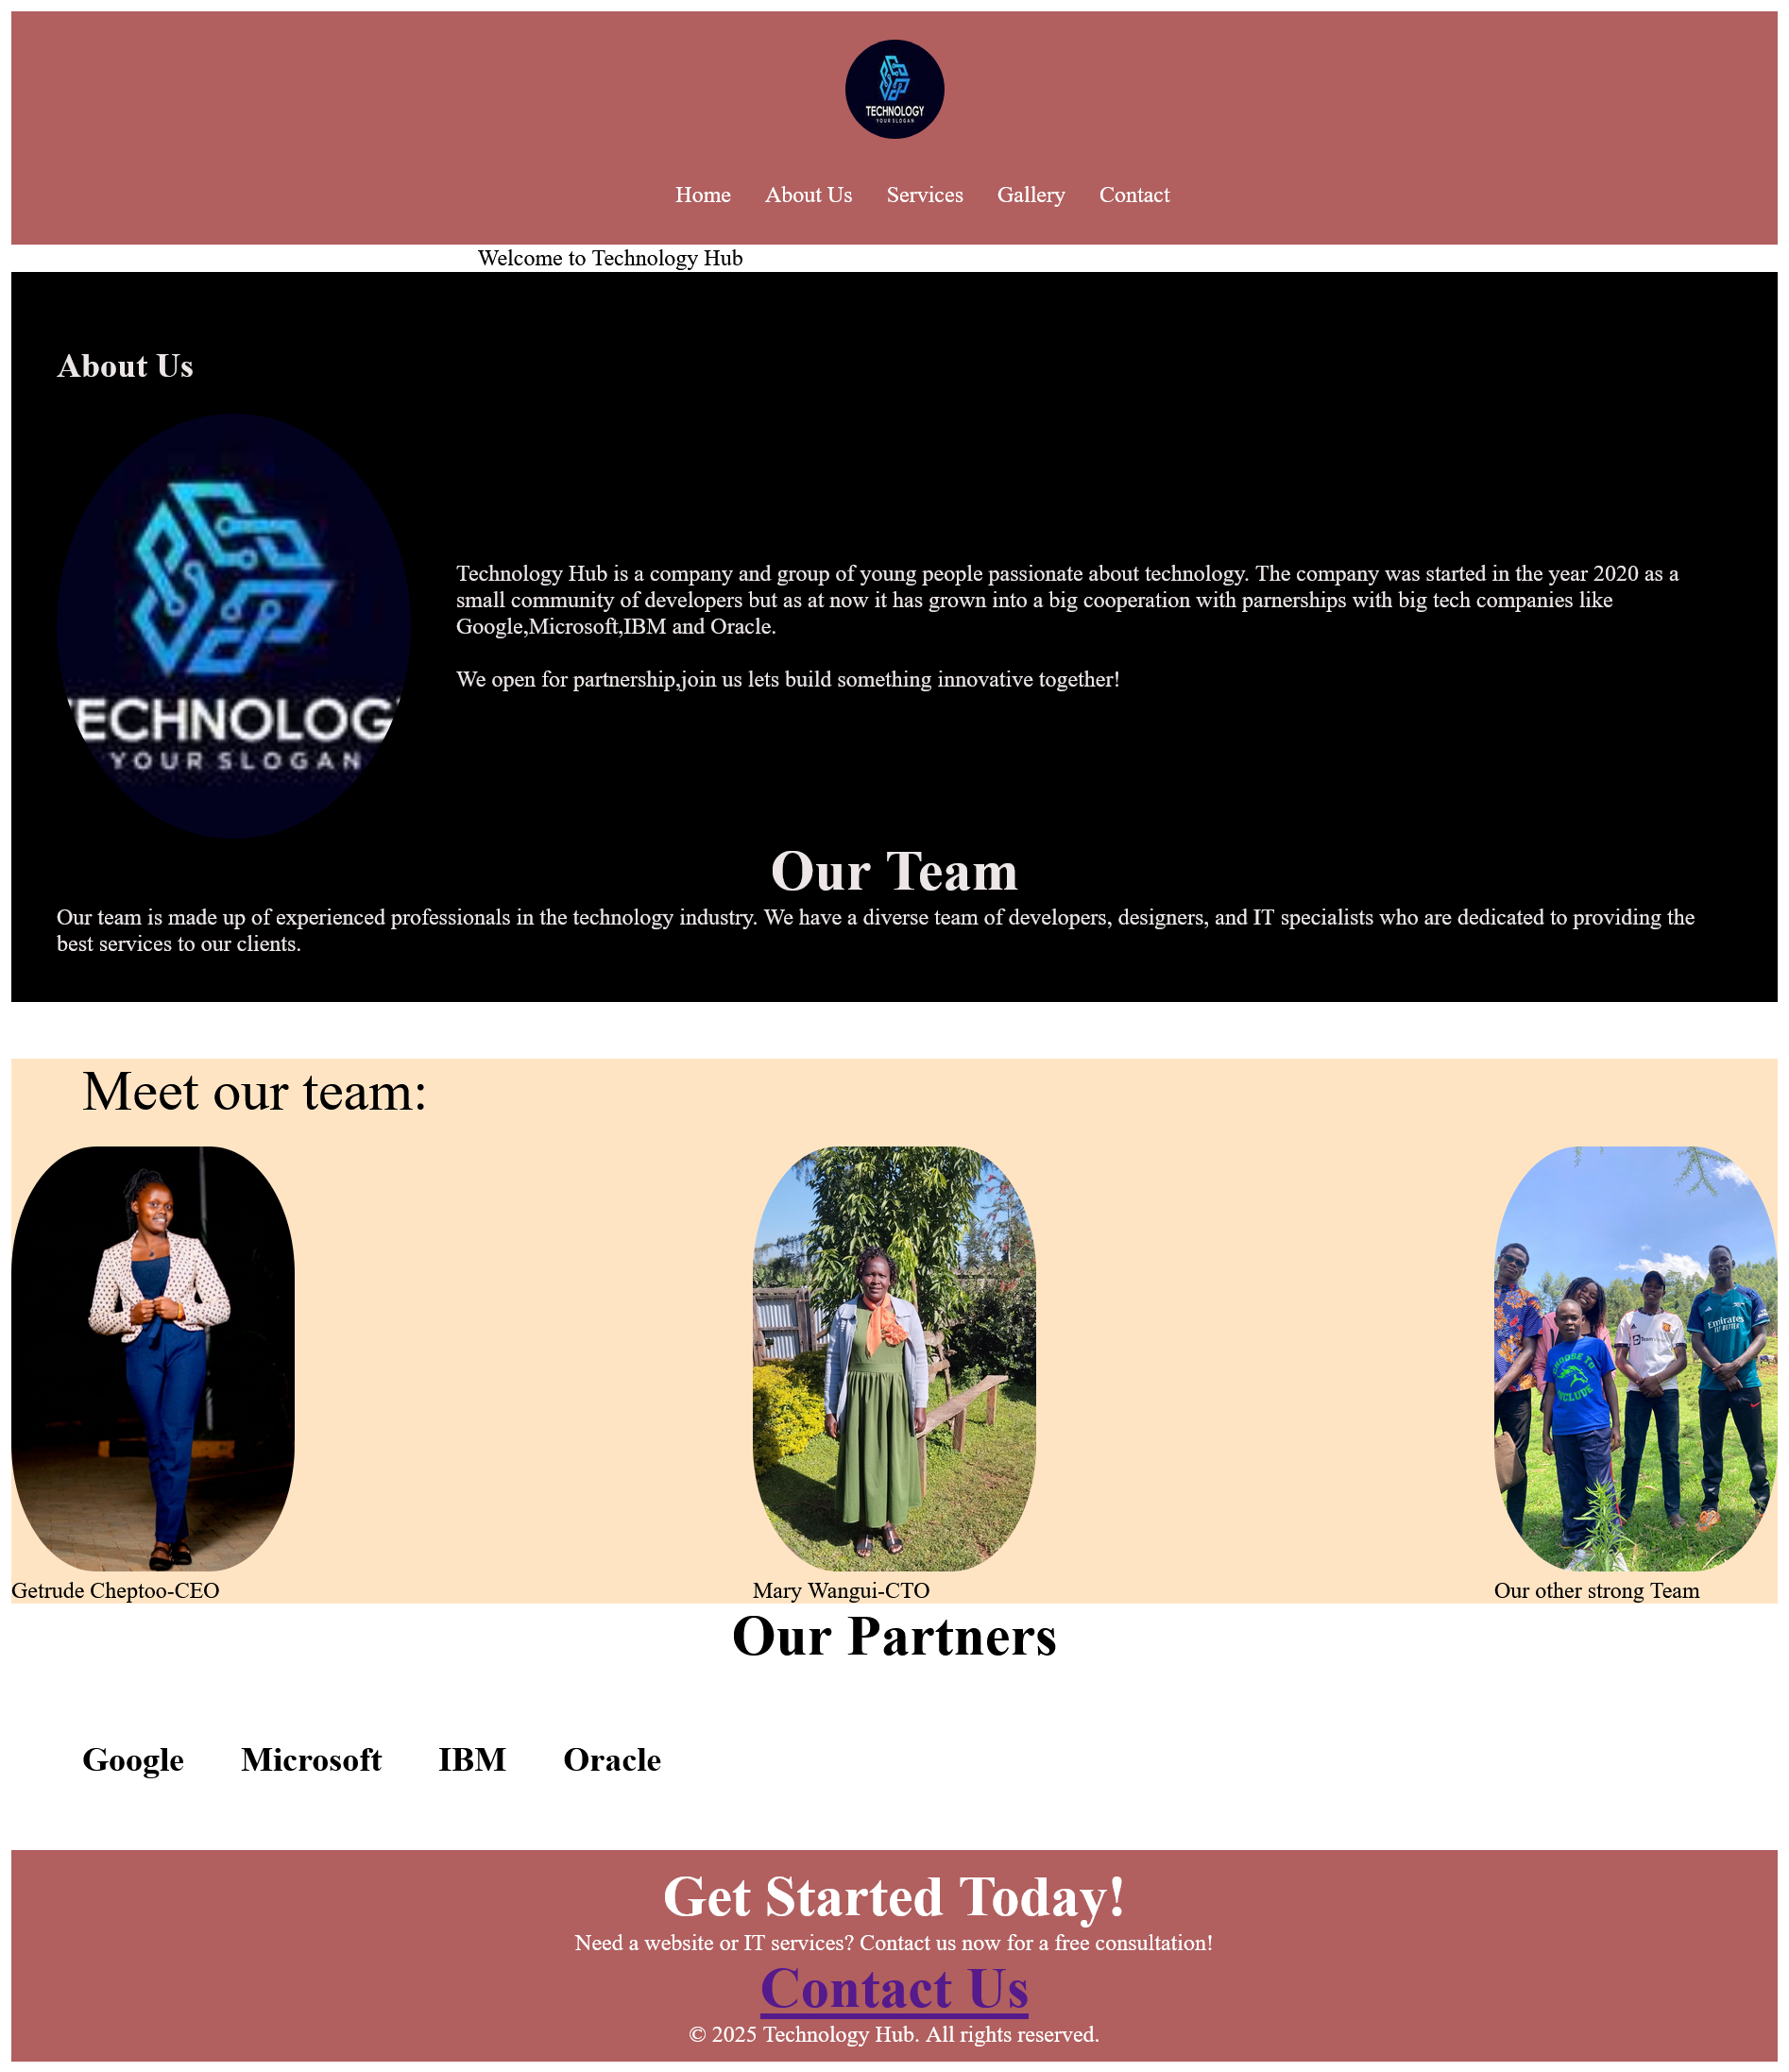 TECHNOLOGY
YOUR SLOGAN
Home About Us Services Gallery Contact
Welcome to Technology Hub
About Us
ECHNOLOG
YOUR SLOGAN
Technology Hub is a company and group of young people passionate about technology. The company was started in the year 2020 as a
small community of developers but as at now it has grown into a big cooperation with parnerships with big tech companies like
Google,Microsoft,IBM and Oracle.
We open for partnership,join us lets build something innovative together!
Our Team
Our team is made up of experienced professionals in the technology industry. We have a diverse team of developers, designers, and IT specialists who are dedicated to providing the
best services to our clients.
Meet our team:
Emirates
FLY BETTER
CHOOSE TO
INCLUDE
Getrude Cheptoo-CEO
Mary Wangui-CTO
Our other strong Team
Our Partners
Google Microsoft IBM Oracle
Get Started Today!
Need a website or IT services? Contact us now for a free consultation!
Contact Us
© 2025 Technology Hub. All rights reserved.